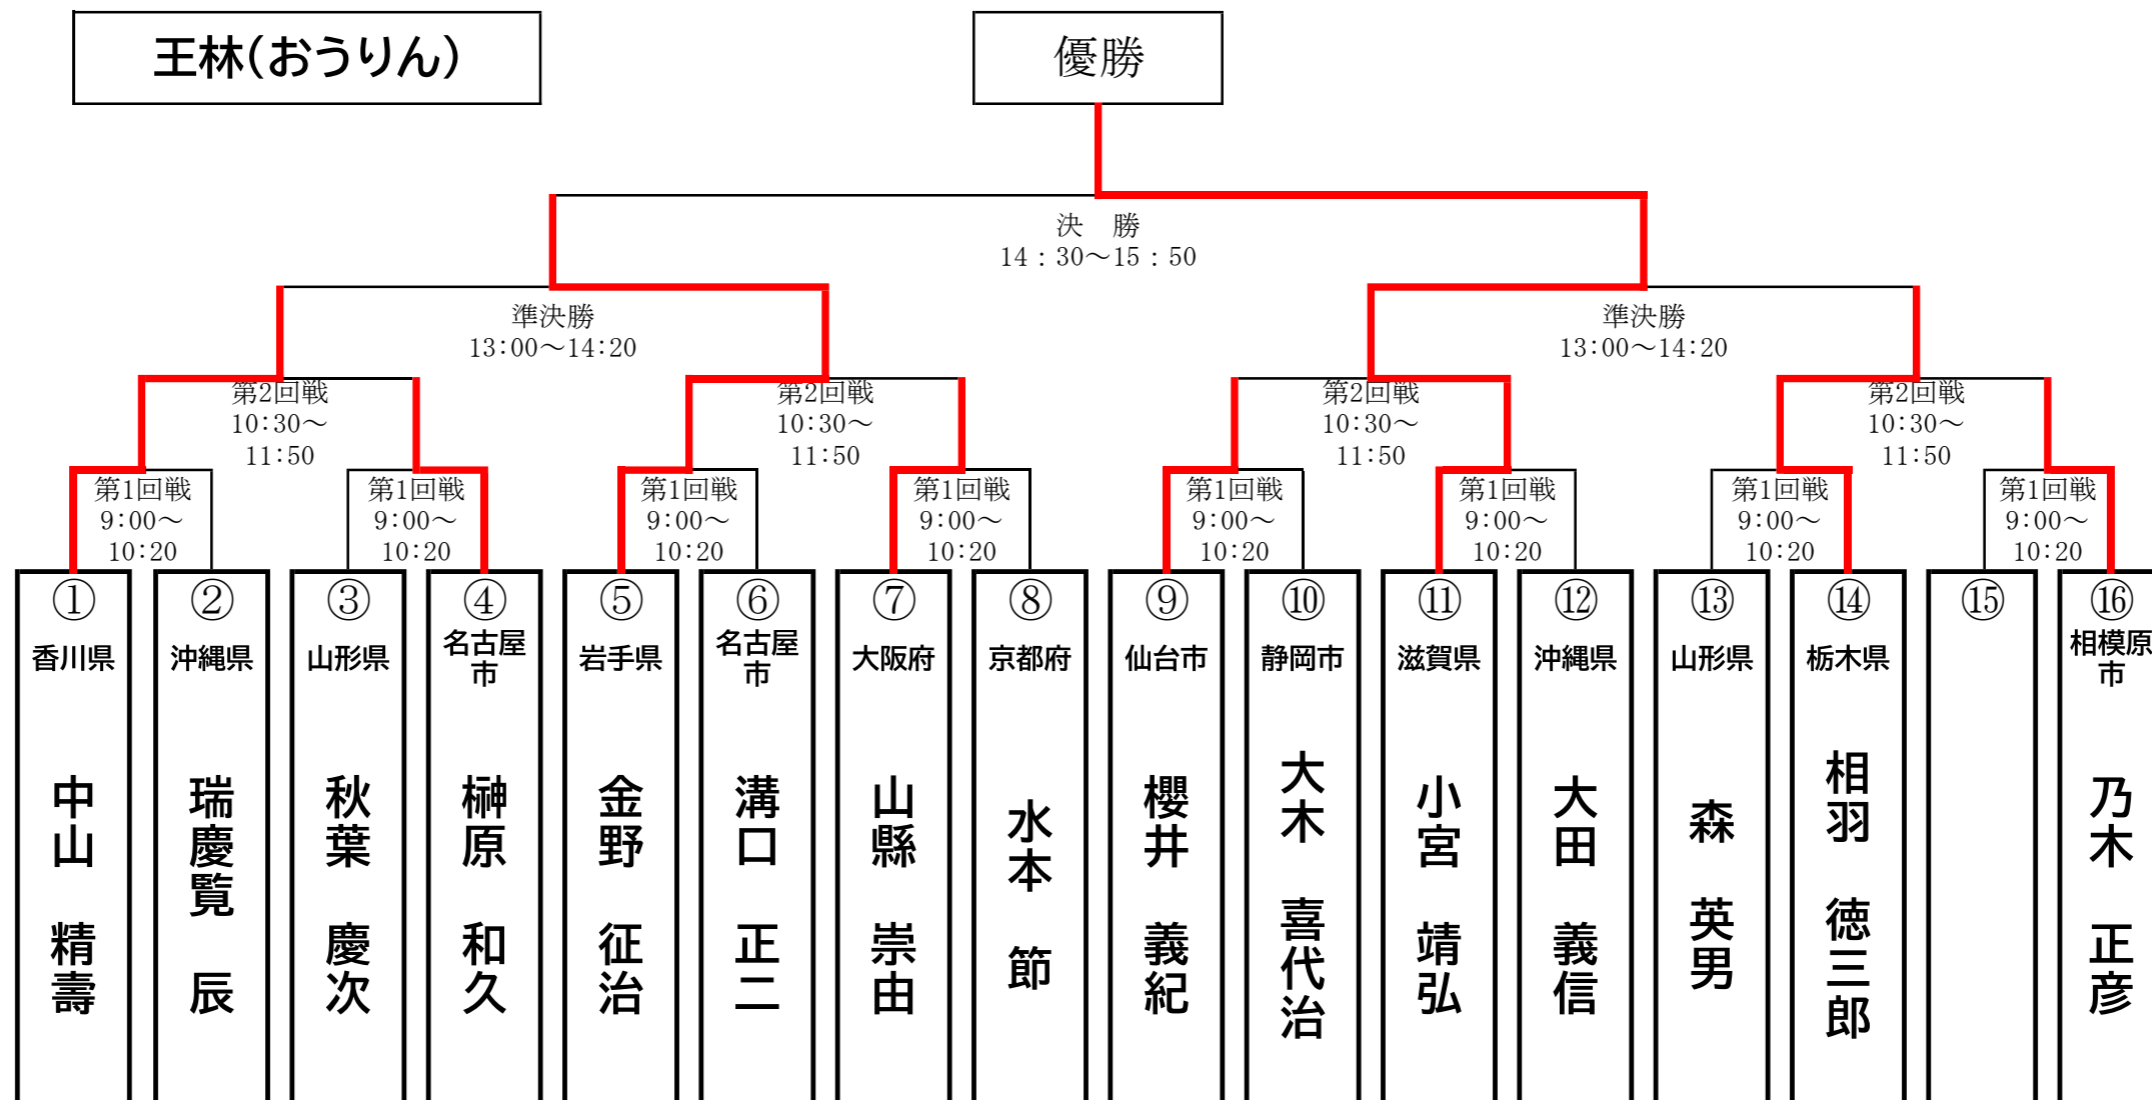 王林(おうりん)
優勝
決　勝
14：30～15：50
準決勝
13:00～14:20
準決勝
13:00～14:20
第2回戦
10:30～
11:50
第2回戦
10:30～
11:50
第2回戦
10:30～
11:50
第2回戦
10:30～
11:50
第1回戦
9:00～
10:20
第1回戦
9:00～
10:20
第1回戦
9:00～
10:20
第1回戦
9:00～
10:20
第1回戦
9:00～
10:20
第1回戦
9:00～
10:20
第1回戦
9:00～
10:20
第1回戦
9:00～
10:20
①
香川県
中山　精壽
②
沖縄県
瑞慶覧　辰
③
山形県
秋葉　慶次
④
名古屋
市
榊原　和久
⑤
岩手県
金野　征治
⑥
名古屋
市
溝口　正二
⑦
大阪府
山縣　崇由
⑧
京都府
水本　節
⑨
仙台市
櫻井　義紀
⑩
静岡市
大木　喜代治
⑪
滋賀県
小宮　靖弘
⑫
沖縄県
大田　義信
⑬
山形県
森　英男
⑭
栃木県
相羽　徳三郎
⑮
⑯
相模原
市
乃木　正彦